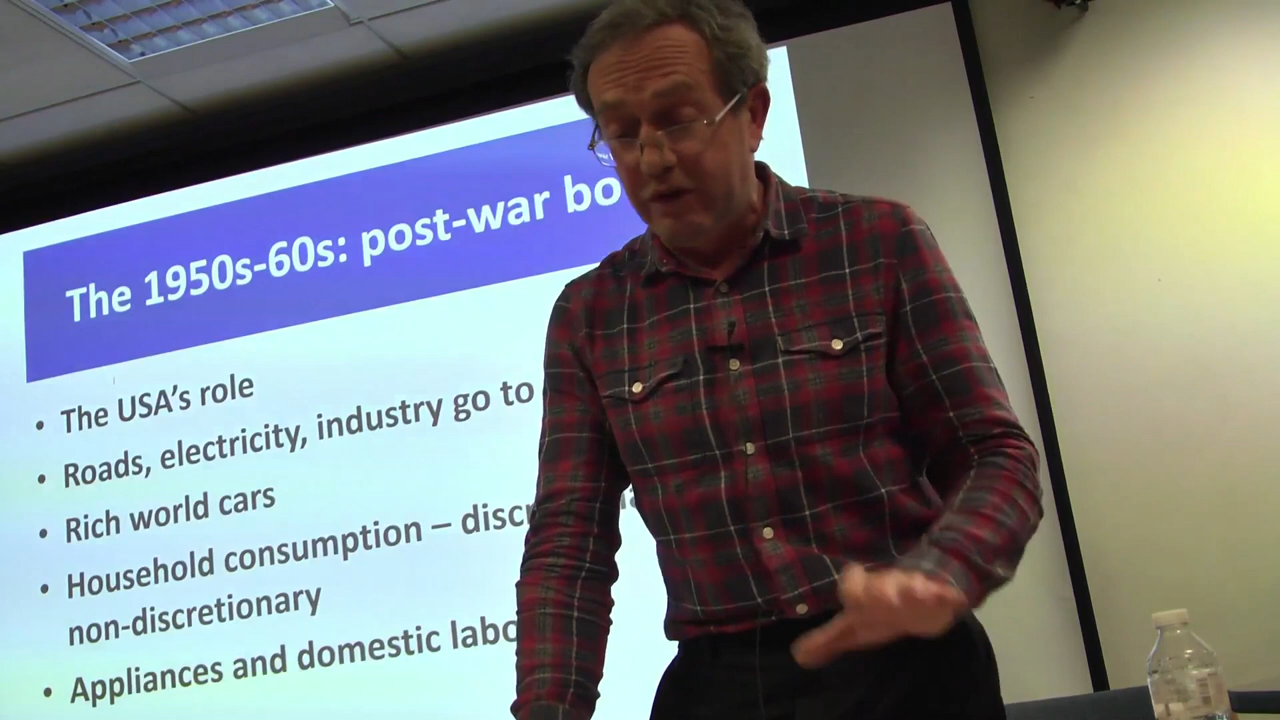 The 1950s-60s: post-war bo
• The USA's role
• Roads, electricity, industry go to
• Rich world cars
• Household consumption – discr
non-discretionary
• Appliances and domestic labo